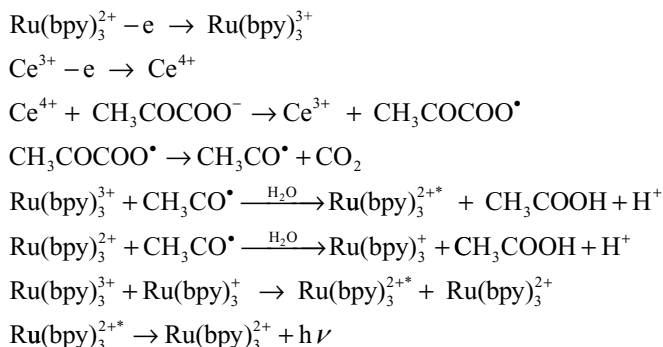 Ru(bpy)₃²⁺ – e → Ru(bpy)₃³⁺
Ce³⁺ – e → Ce⁴⁺
Ce⁴⁺ + CH₃COCOO⁻ → Ce³⁺ + CH₃COCOO•
CH₃COCOO• → CH₃CO• + CO₂
Ru(bpy)₃³⁺ + CH₃CO• —H₂O→ Ru(bpy)₃²⁺* + CH₃COOH + H⁺
Ru(bpy)₃²⁺ + CH₃CO• —H₂O→ Ru(bpy)₃⁺ + CH₃COOH + H⁺
Ru(bpy)₃³⁺ + Ru(bpy)₃⁺ → Ru(bpy)₃²⁺* + Ru(bpy)₃²⁺
Ru(bpy)₃²⁺* → Ru(bpy)₃²⁺ + hν